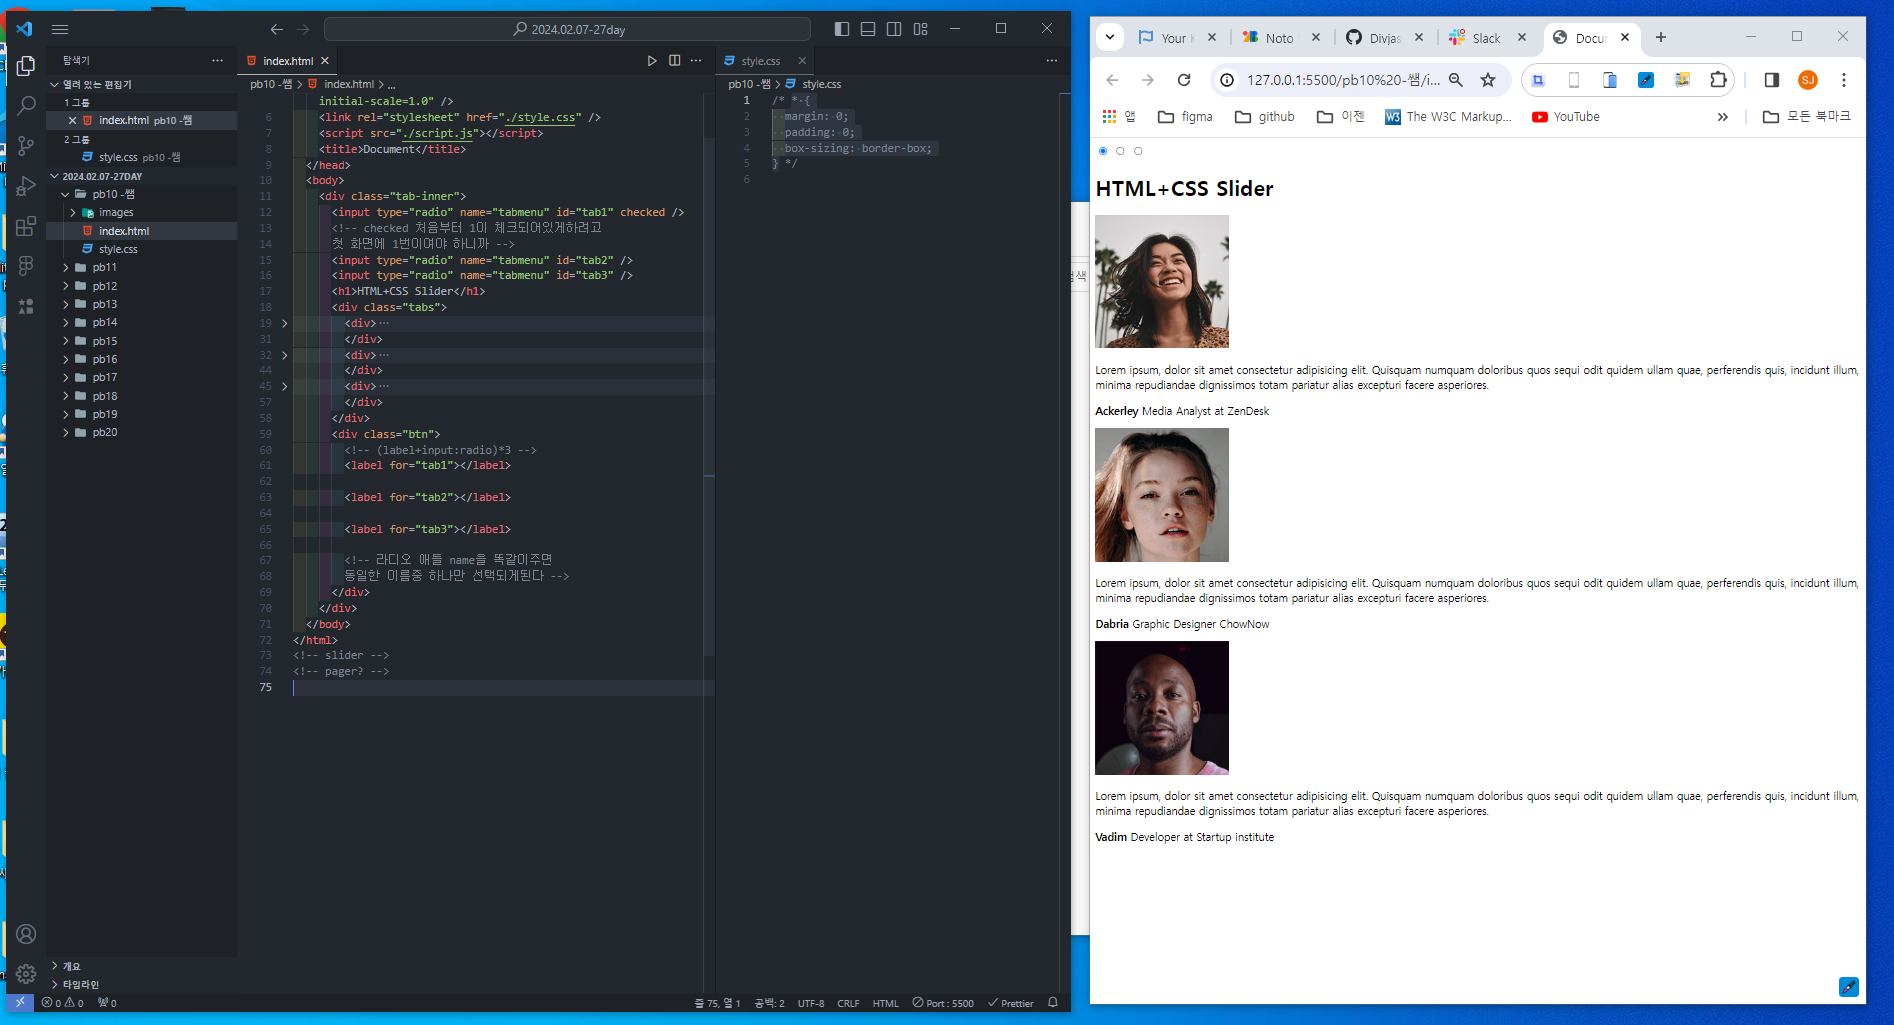 2024.02.07-27day
탐색기
index.html
style.css
열려 있는 편집기
1 그룹
index.html pb10 -쌤
2 그룹
style.css pb10 -쌤
2024.02.07-27DAY
pb10 -쌤
images
index.html
style.css
pb11
pb12
pb13
pb14
pb15
pb16
pb17
pb18
pb19
pb20
개요
타임라인
pb10 -쌤 > index.html > ...
initial-scale=1.0" />
6 <link rel="stylesheet" href="./style.css" />
7 <script src="./script.js"></script>
8 <title>Document</title>
9 </head>
10 <body>
11 <div class="tab-inner">
12 <input type="radio" name="tabmenu" id="tab1" checked />
13 <!-- checked 처음부터 1이 체크되어있게하려고
14 첫 화면에 1번이여야 하니까 -->
15 <input type="radio" name="tabmenu" id="tab2" />
16 <input type="radio" name="tabmenu" id="tab3" />
17 <h1>HTML+CSS Slider</h1>
18 <div class="tabs">
19 <div>···
31 </div>
32 <div>···
44 </div>
45 <div>···
57 </div>
58 </div>
59 <div class="btn">
60 <!-- (label+input:radio)*3 -->
61 <label for="tab1"></label>
62
63 <label for="tab2"></label>
64
65 <label for="tab3"></label>
66
67 <!-- 라디오 애들 name을 똑같이주면
68 동일한 이름중 하나만 선택되게된다 -->
69 </div>
70 </div>
71 </body>
72 </html>
73 <!-- slider -->
74 <!-- pager? -->
75
pb10 -쌤 > style.css
1 /* * {
2 margin: 0;
3 padding: 0;
4 box-sizing: border-box;
5 } */
6
0 0 0
줄 75, 열 1 공백: 2 UTF-8 CRLF HTML Port : 5500 Prettier
Your
Noto
Divjas
Slack
Docu
127.0.0.1:5500/pb10%20-쌤/i...
SJ
앱 figma github 이젠 The W3C Markup... YouTube » 모든 북마크
HTML+CSS Slider
Lorem ipsum, dolor sit amet consectetur adipisicing elit. Quisquam numquam doloribus quos sequi odit quidem ullam quae, perferendis quis, incidunt illum,
minima repudiandae dignissimos totam pariatur alias excepturi facere asperiores.
Ackerley Media Analyst at ZenDesk
Lorem ipsum, dolor sit amet consectetur adipisicing elit. Quisquam numquam doloribus quos sequi odit quidem ullam quae, perferendis quis, incidunt illum,
minima repudiandae dignissimos totam pariatur alias excepturi facere asperiores.
Dabria Graphic Designer ChowNow
Lorem ipsum, dolor sit amet consectetur adipisicing elit. Quisquam numquam doloribus quos sequi odit quidem ullam quae, perferendis quis, incidunt illum,
minima repudiandae dignissimos totam pariatur alias excepturi facere asperiores.
Vadim Developer at Startup institute